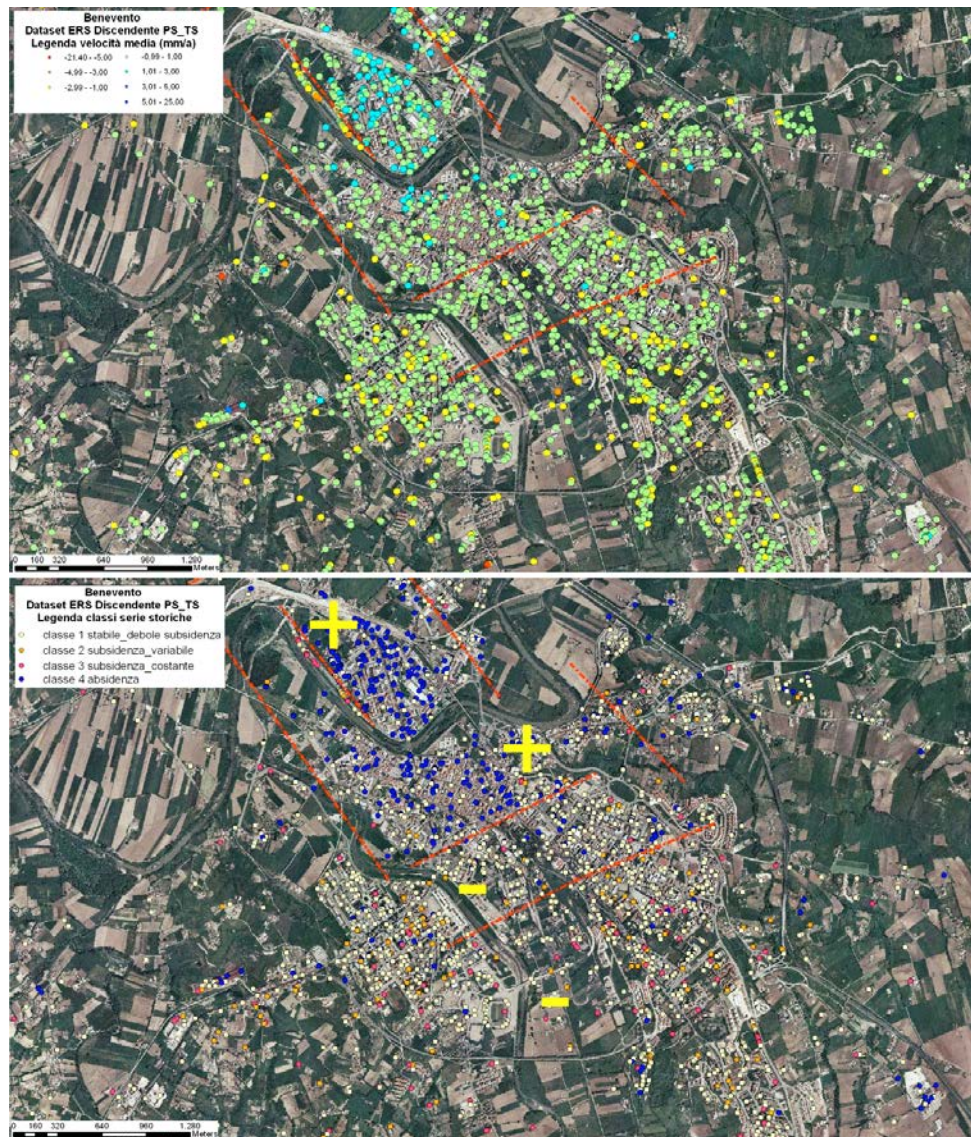 Benevento
Dataset ERS Discendente PS_TS
Legenda velocità media (mm/a)
-21.40 - -5,00
-0,99 - 1,00
-4,99 - -3,00
1,01 - 3,00
-2,99 - -1,00
3,01 - 5,00
5,01 - 25,00
0 160 320 640 960 1.280
Meters
Benevento
Dataset ERS Discendente PS_TS
Legenda classi serie storiche
classe 1 stabile_debole subsidenza
classe 2 subsidenza_variabile
classe 3 subsidenza_costante
classe 4 absidenza
+
+
-
-
0 160 320 640 960 1.280
Meters